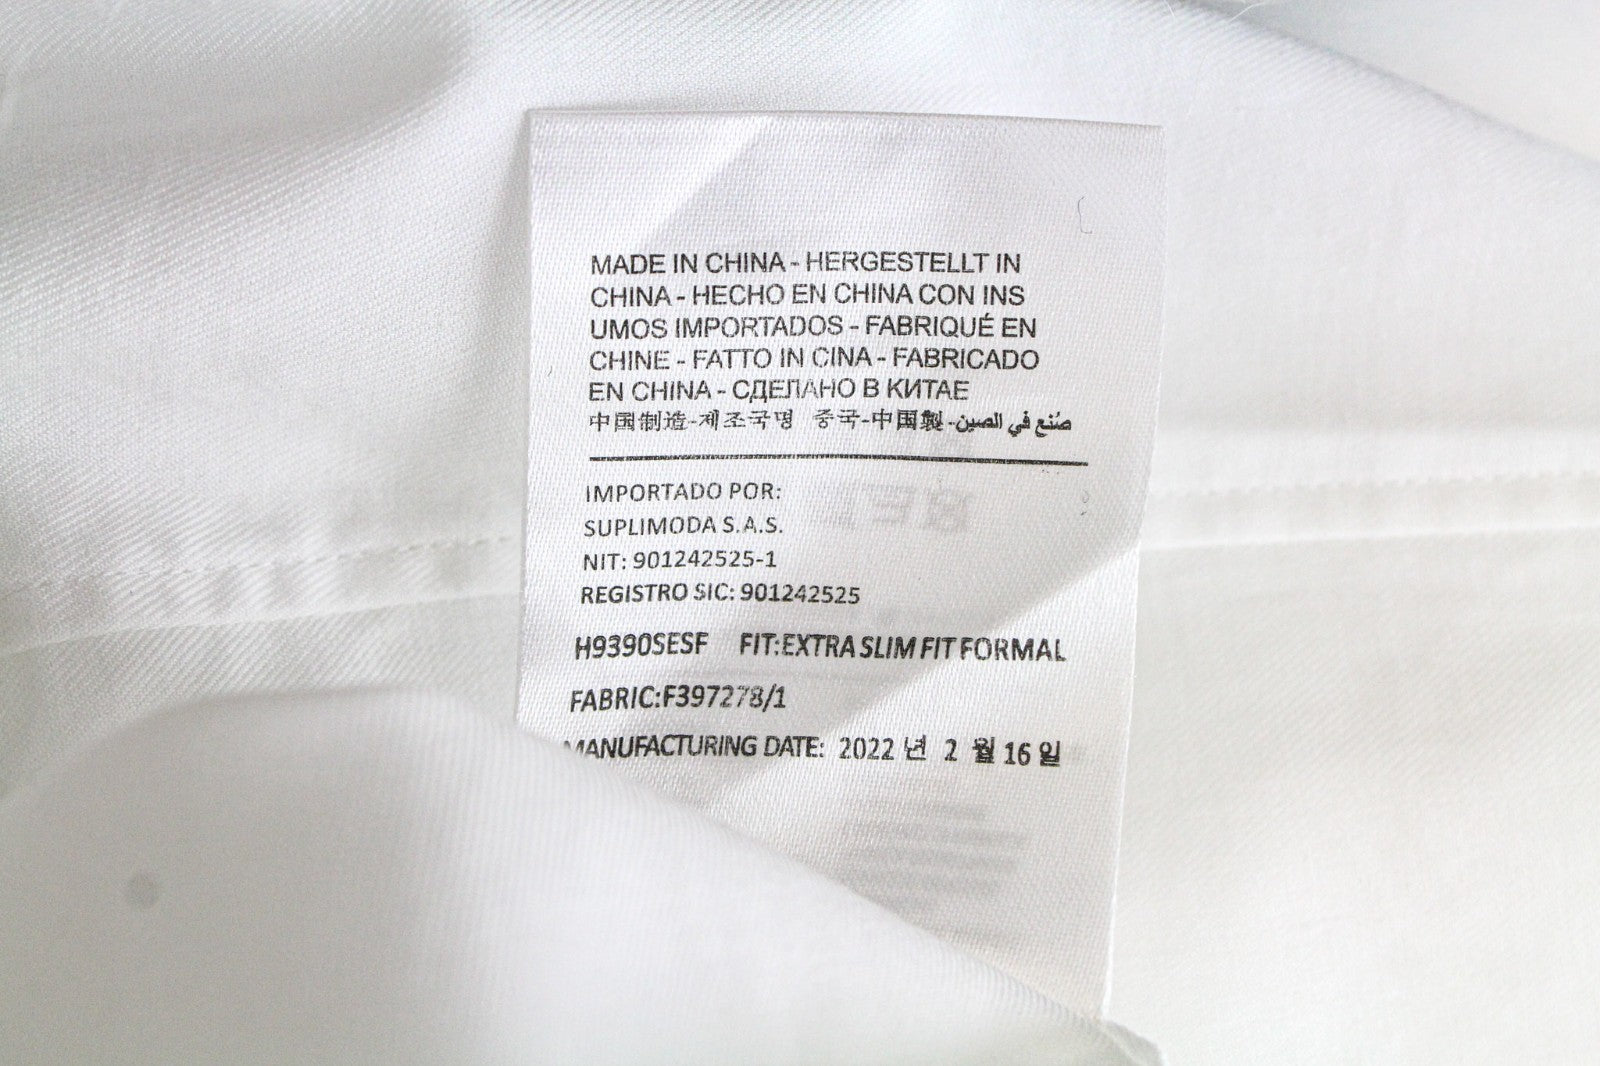 MADE IN CHINA - HERGESTELLT IN
CHINA - HECHO EN CHINA CON INS
UMOS IMPORTADOS - FABRIQUÉ EN
CHINE - FATTO IN CINA - FABRICADO
EN CHINA - СДЕЛАНО В КИТАЕ
中国制造-제조국명 중국-中国製-صُنع في الصين
IMPORTADO POR:
SUPLIMODA S.A.S.
NIT: 901242525-1
REGISTRO SIC: 901242525
H9390SESF FIT:EXTRA SLIM FIT FORMAL
FABRIC:F397278/1
MANUFACTURING DATE: 2022 년 2 월 16 일